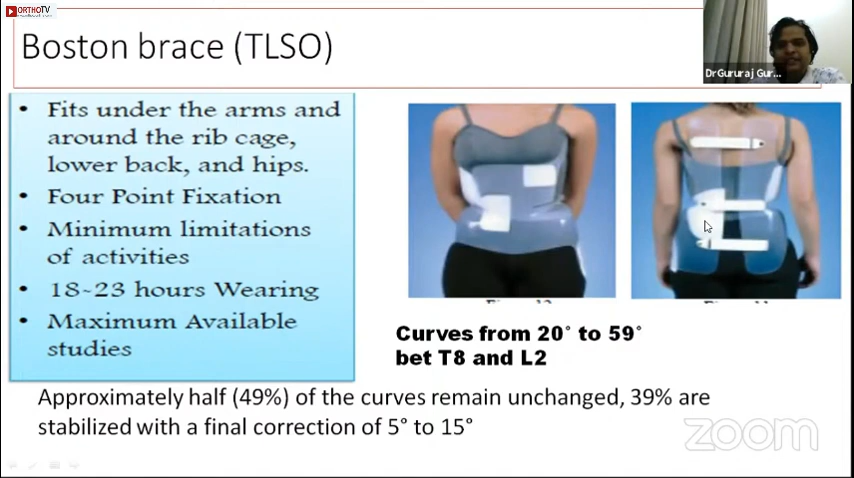 ORTHOTV
Boston brace (TLSO)
DrGururaj Gur...
• Fits under the arms and
around the rib cage,
lower back, and hips.
• Four Point Fixation
• Minimum limitations
of activities
• 18~23 hours Wearing
• Maximum Available
studies
Curves from 20° to 59°
bet T8 and L2
Approximately half (49%) of the curves remain unchanged, 39% are
stabilized with a final correction of 5° to 15°
zoom